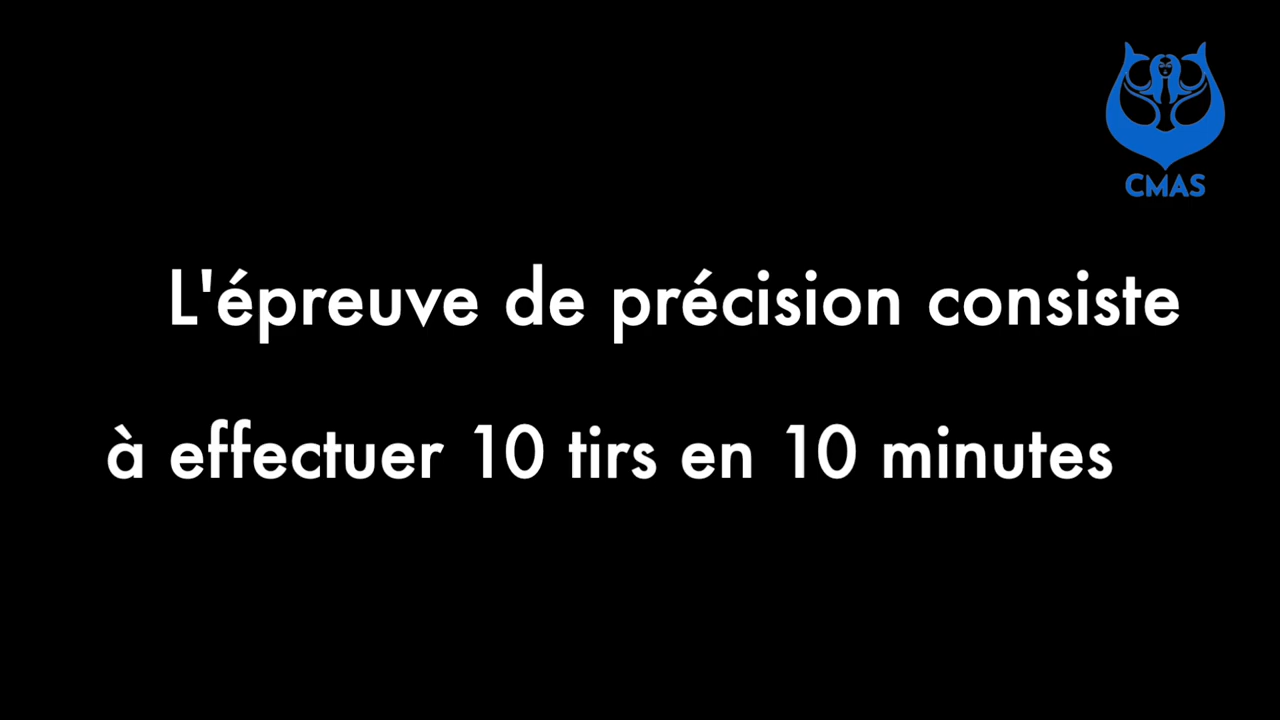 CMAS
L'épreuve de précision consiste
à effectuer 10 tirs en 10 minutes